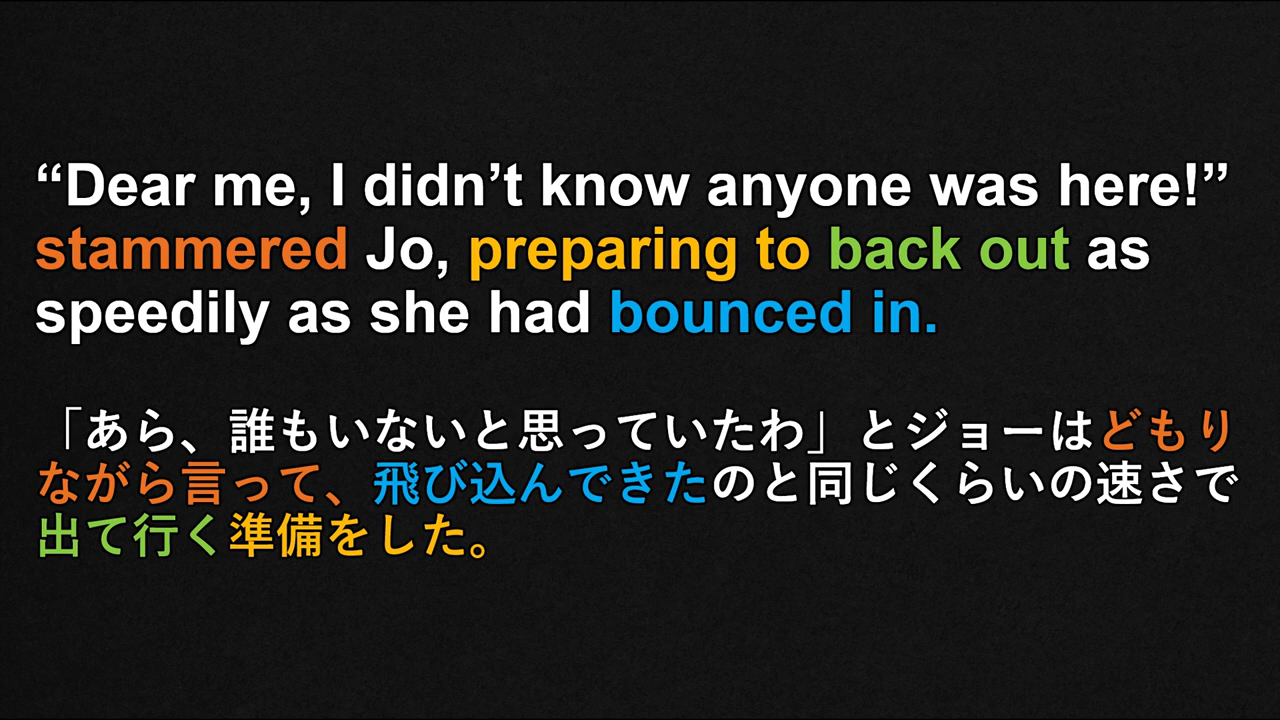 “Dear me, I didn’t know anyone was here!”
stammered Jo, preparing to back out as
speedily as she had bounced in.
「あら、誰もいないと思っていたわ」とジョーはどもり
ながら言って、飛び込んできたのと同じくらいの速さで
出て行く準備をした。